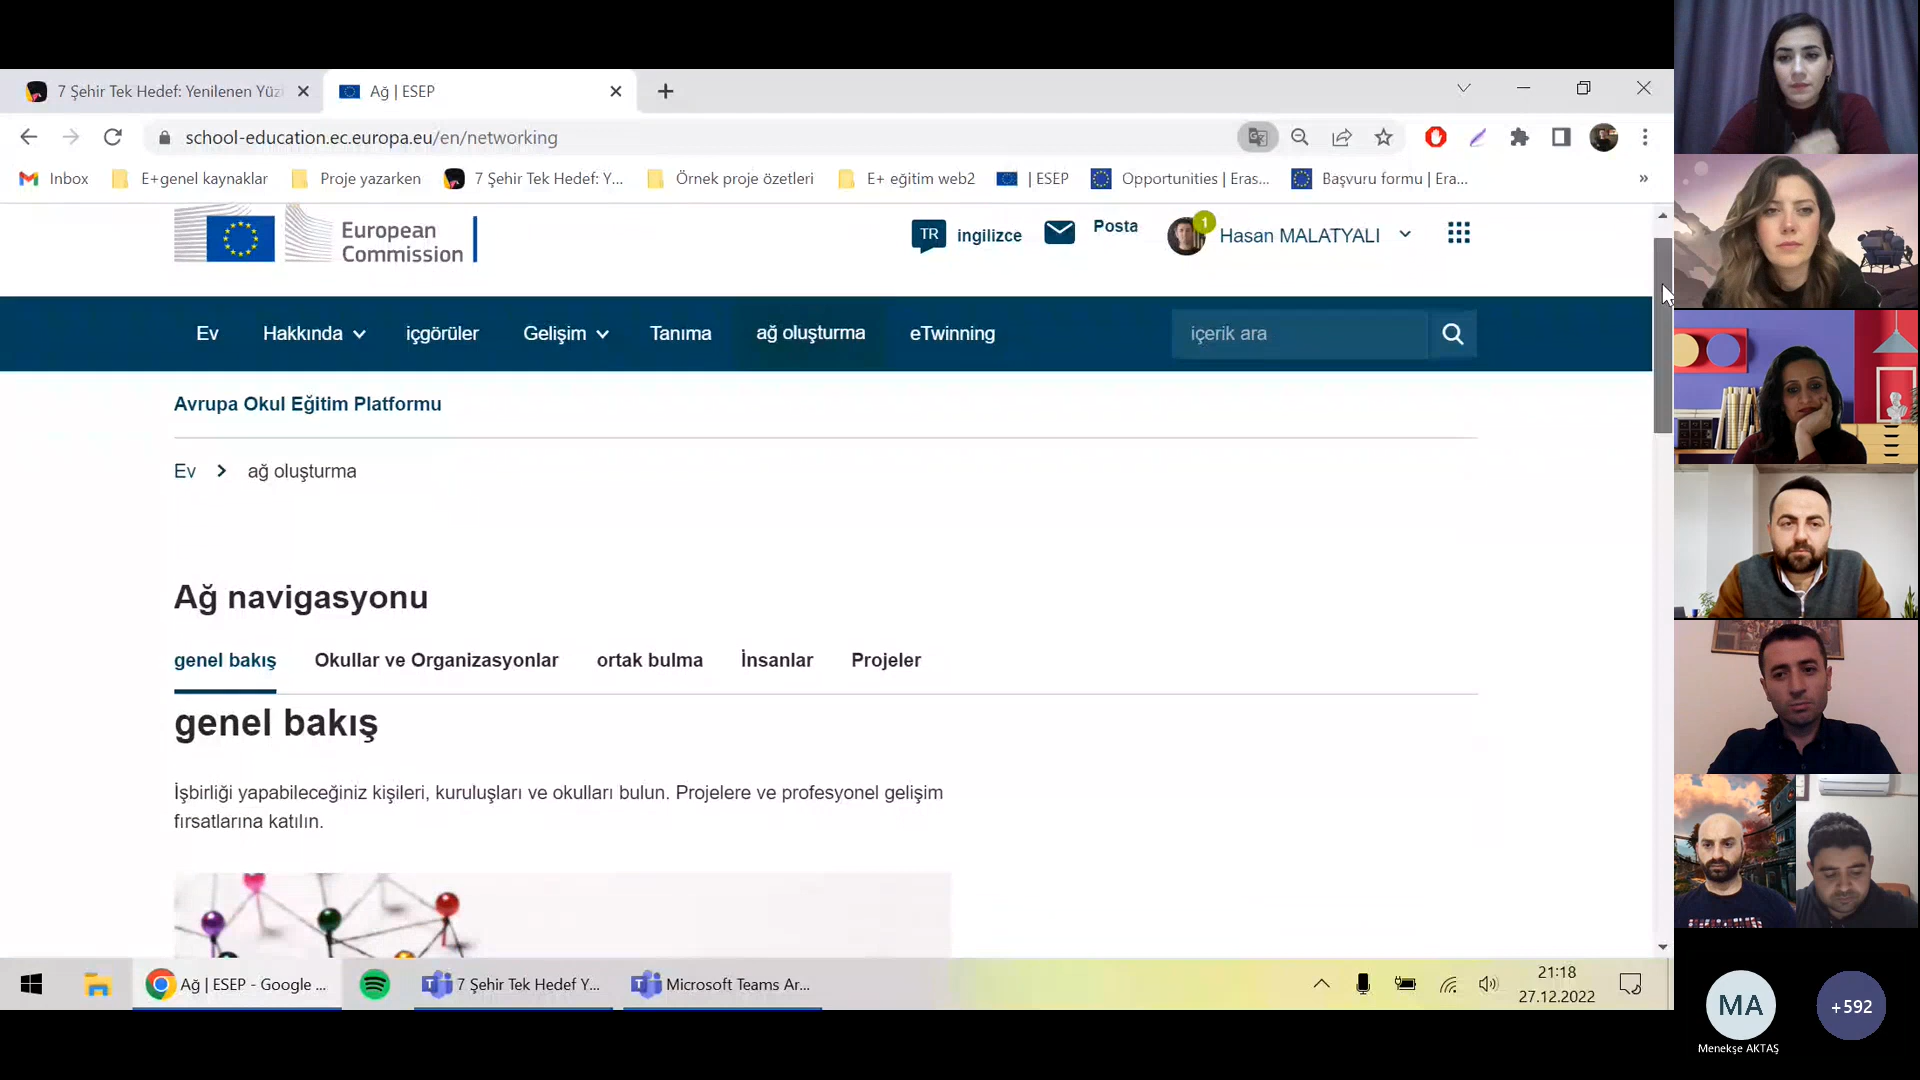 7 Şehir Tek Hedef: Yenilenen Yüz
Ağ | ESEP
school-education.ec.europa.eu/en/networking
Inbox
E+genel kaynaklar
Proje yazarken
7 Şehir Tek Hedef: Y...
Örnek proje özetleri
E+ eğitim web2
| ESEP
Opportunities | Eras...
Başvuru formu | Era...
»
European
Commission
TR ingilizce
Posta
1
Hasan MALATYALI
Ev
Hakkında
içgörüler
Gelişim
Tanıma
ağ oluşturma
eTwinning
içerik ara
Avrupa Okul Eğitim Platformu
Ev > ağ oluşturma
Ağ navigasyonu
genel bakış
Okullar ve Organizasyonlar
ortak bulma
İnsanlar
Projeler
genel bakış
İşbirliği yapabileceğiniz kişileri, kuruluşları ve okulları bulun. Projelere ve profesyonel gelişim
fırsatlarına katılın.
Ağ | ESEP - Google ...
7 Şehir Tek Hedef Y...
Microsoft Teams Ar...
21:18
27.12.2022
MA
+592
Menekşe AKTAŞ